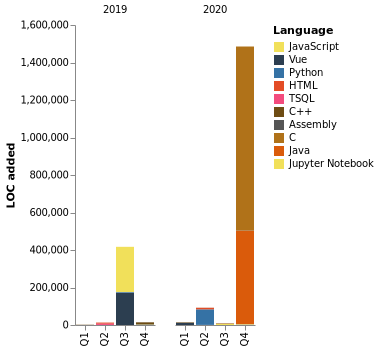 2019 2020
1,600,000
1,400,000
1,200,000
1,000,000
800,000
600,000
400,000
200,000
0
LOC added
Q1 Q2 Q3 Q4 Q1 Q2 Q3 Q4
Language
JavaScript
Vue
Python
HTML
TSQL
C++
Assembly
C
Java
Jupyter Notebook